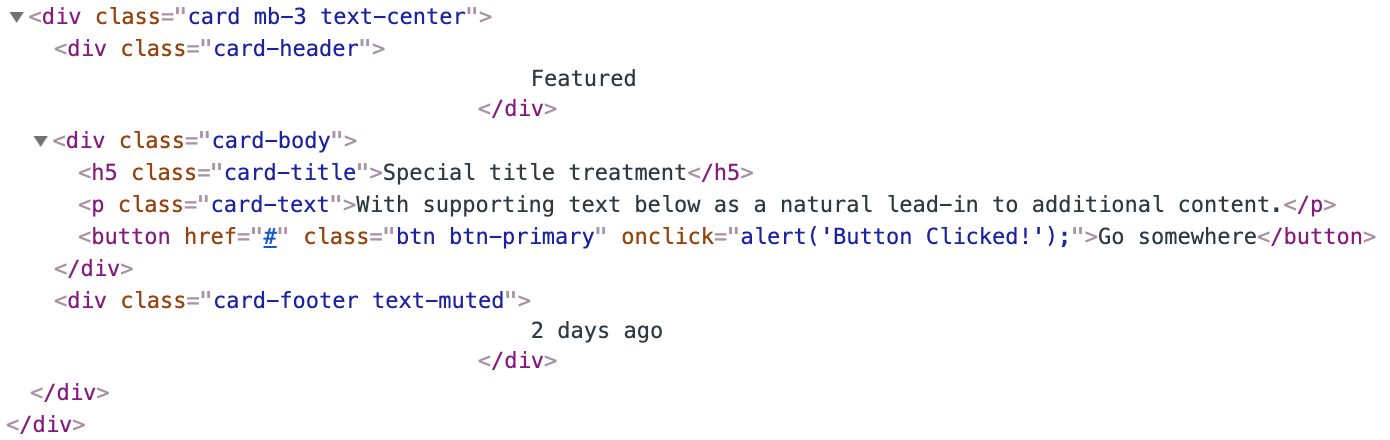 ▼<div class="card mb-3 text-center">
<div class="card-header">
Featured
</div>
▼<div class="card-body">
<h5 class="card-title">Special title treatment</h5>
<p class="card-text">With supporting text below as a natural lead-in to additional content.</p>
<button href="#" class="btn btn-primary" onclick="alert('Button Clicked!');">Go somewhere</button>
</div>
<div class="card-footer text-muted">
2 days ago
</div>
</div>
</div>